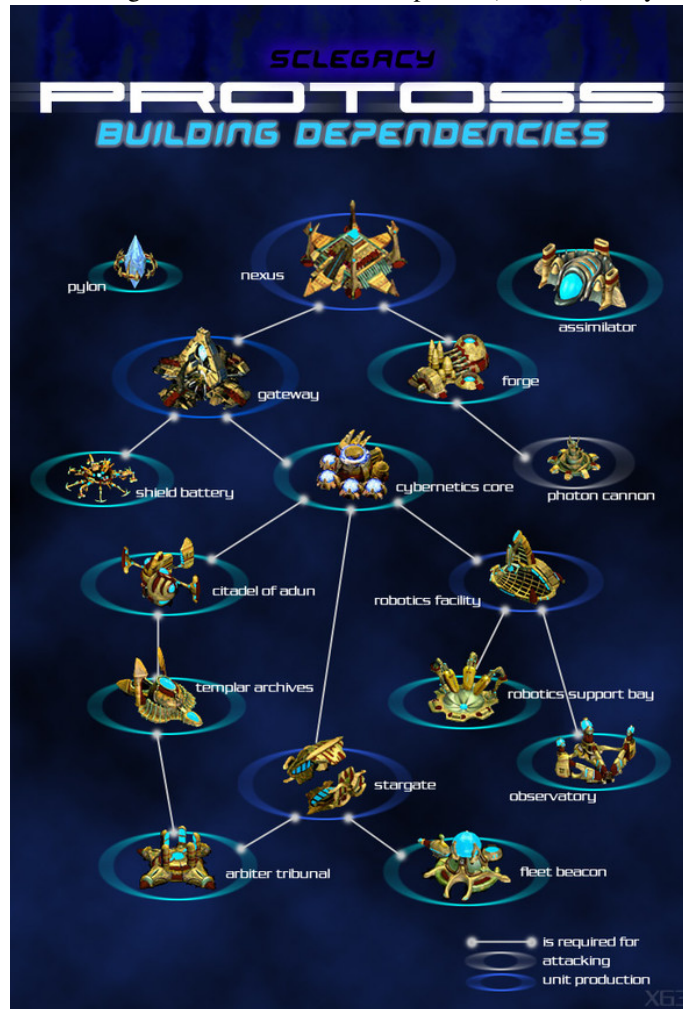 SCLEGACY
PROTOSS
BUILDING DEPENDENCIES
pylon
nexus
assimilator
gateway
forge
shield battery
cybernetics core
photon cannon
citadel of adun
robotics facility
templar archives
robotics support bay
stargate
observatory
arbiter tribunal
fleet beacon
is required for
attacking
unit production
X63